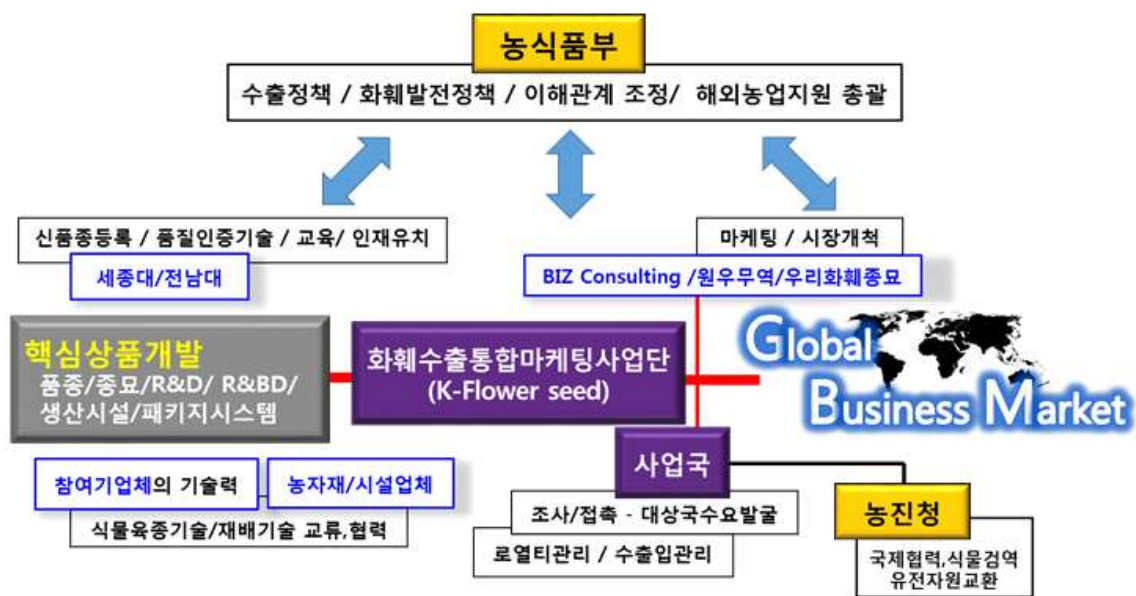 농식품부
수출정책 / 화훼발전정책 / 이해관계 조정/ 해외농업지원 총괄
신품종등록 / 품질인증기술 / 교육/ 인재유치
세종대/전남대
마케팅 / 시장개척
BIZ Consulting /원우무역/우리화훼종묘
핵심상품개발
품종/종묘/R&D/ R&BD/
생산시설/패키지시스템
화훼수출통합마케팅사업단
(K-Flower seed)
Global
Business Market
참여기업체의 기술력
농자재/시설업체
식물육종기술/재배기술 교류,협력
사업국
조사/접촉 - 대상국수요발굴
로열티관리 / 수출입관리
농진청
국제협력,식물검역
유전자원교환